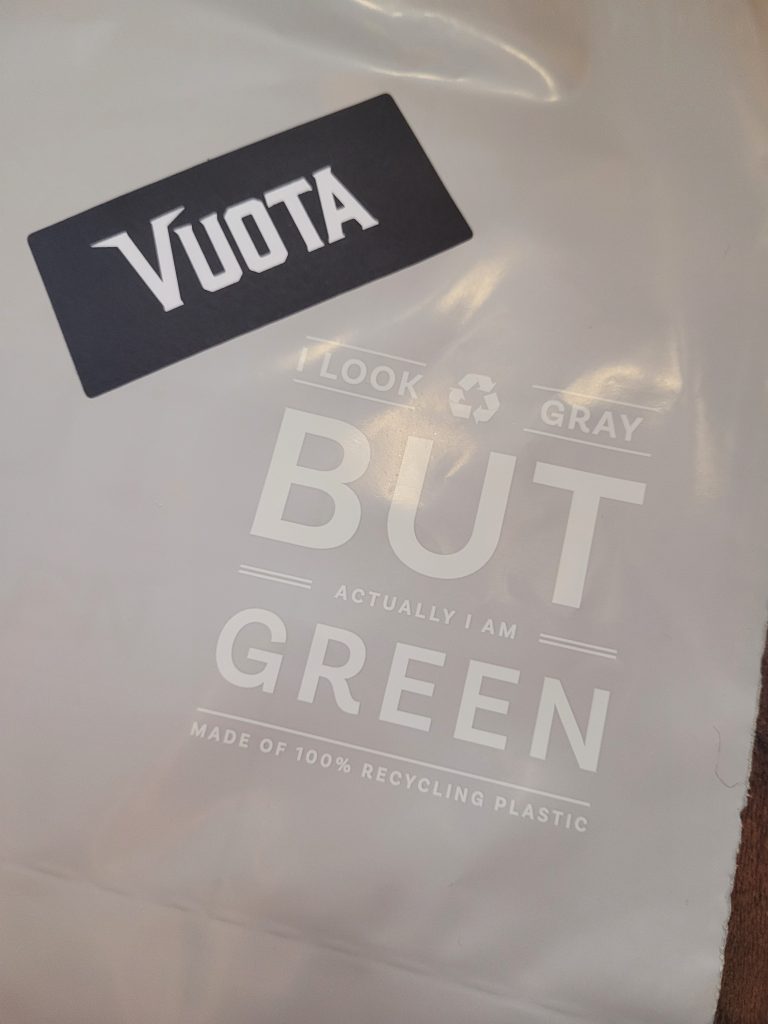 VUOTA
I LOOK GRAY
BUT
ACTUALLY I AM
GREEN
MADE OF 100% RECYCLING PLASTIC